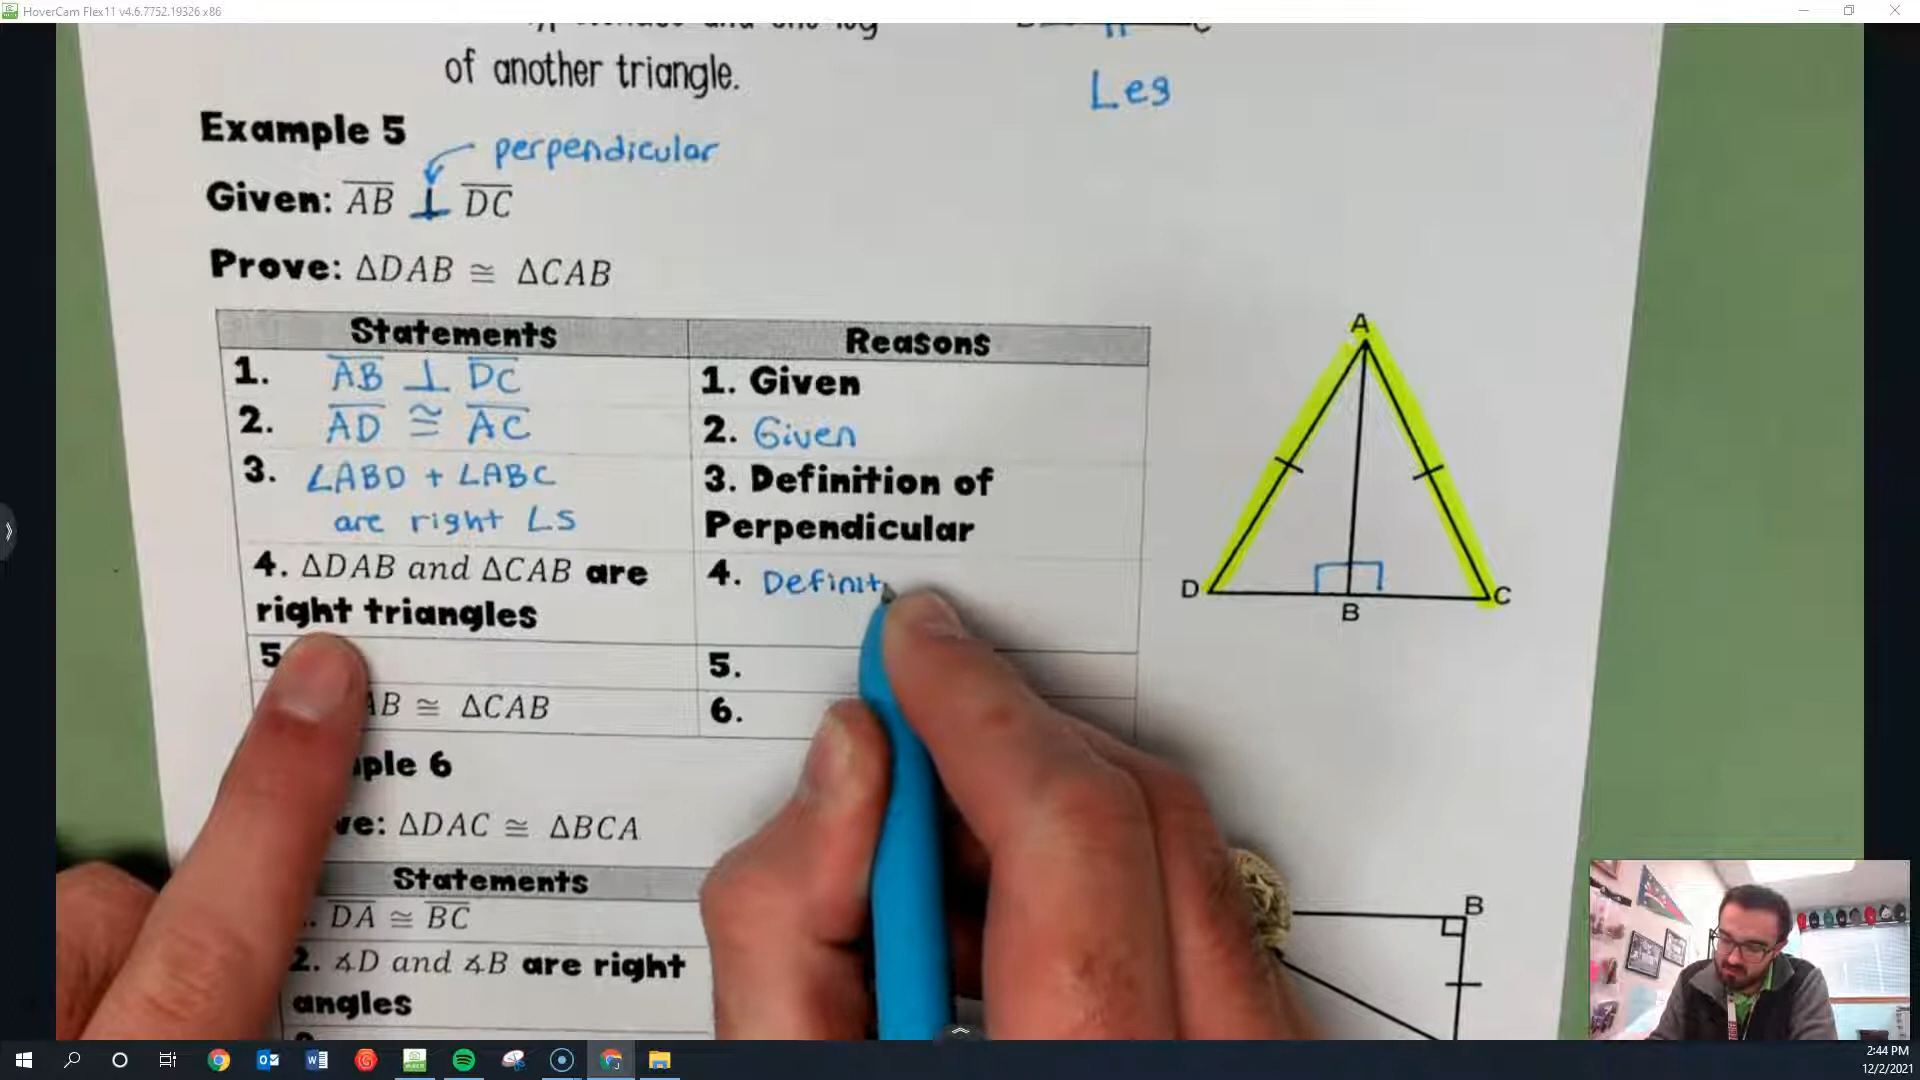 HoverCam Flex11 v4.6.7752.19326 x86
of another triangle.
Leg
Example 5
perpendicular
Given: AB ⊥ DC
Prove: ΔDAB ≅ ΔCAB
Statements Reasons
1. AB ⊥ DC 1. Given
2. AD ≅ AC 2. Given
3. ∠ABD + ∠ABC 3. Definition of
are right ∠s Perpendicular
4. ΔDAB and ΔCAB are 4. Definit
right triangles
5 5.
AB ≅ ΔCAB 6.
A
D
B
C
6
ΔDAC ≅ ΔBCA
Statements
DA ≅ BC
2. ∡D and ∡B are right
angles
B
2:44 PM
12/2/2021